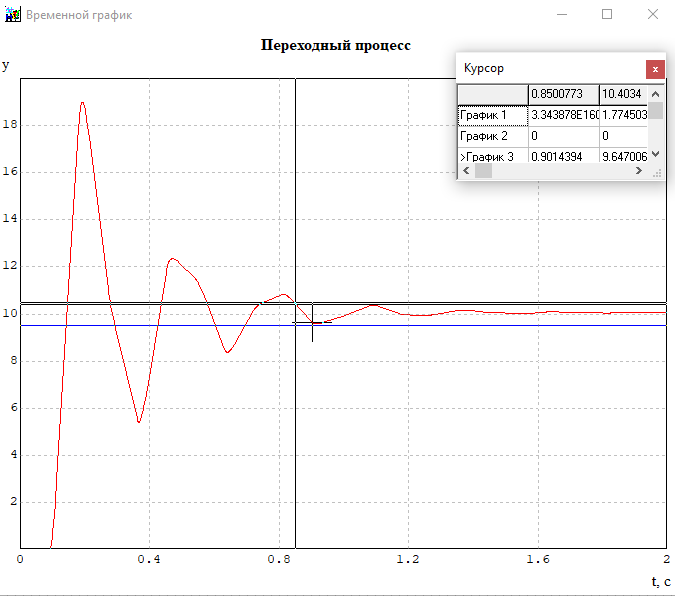 Временной график
Переходный процесс
y
Курсор
x
0.8500773 10.4034
График 1 3.343878E160 1.774503
График 2 0 0
>График 3 0.9014394 9.647006
18
16
14
12
10
8
6
4
2
0 0.4 0.8 1.2 1.6 2
t, c